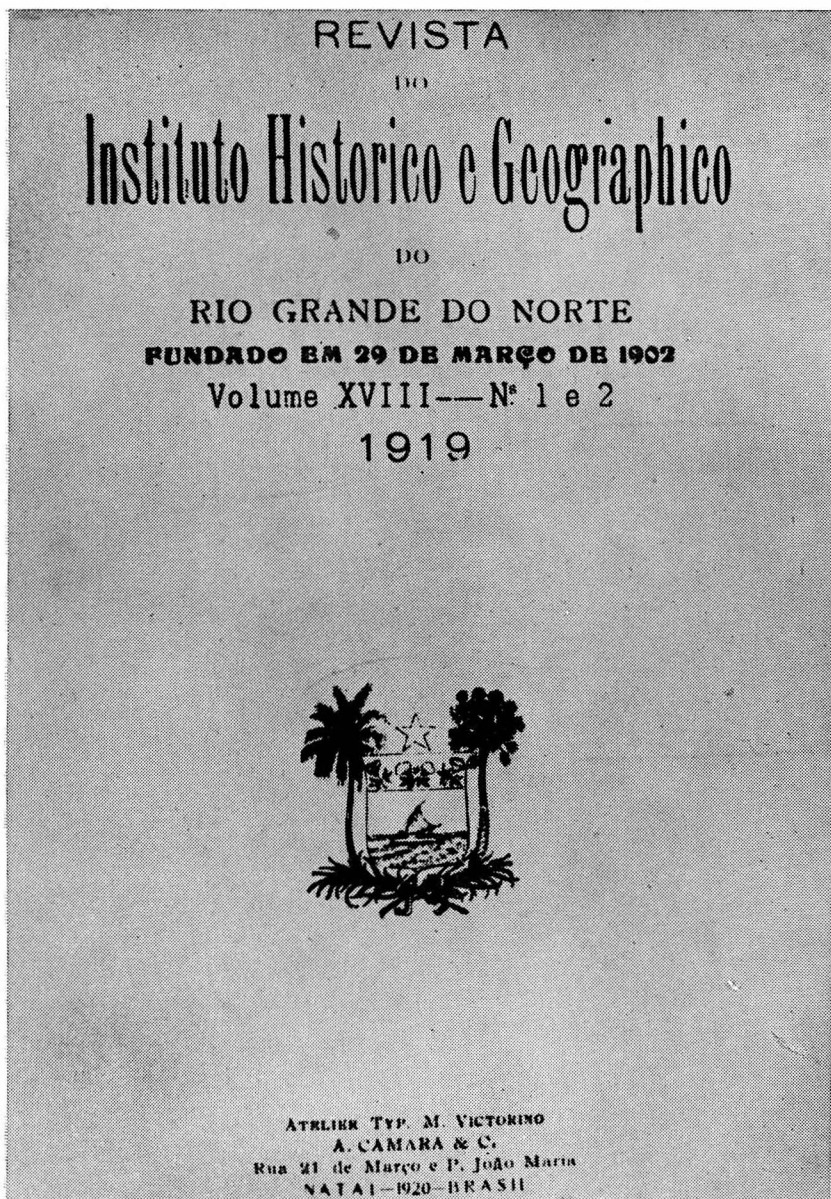 REVISTA
DO
Instituto Historico e Geographico
DO
RIO GRANDE DO NORTE
FUNDADO EM 29 DE MARÇO DE 1902
Volume XVIII—Nºˢ 1 e 2
1919
ATELIER TYP. M. VICTORINO
A. CAMARA & C.
Rua 21 de Março e P. João Maria
NATAL—1920—BRASIL